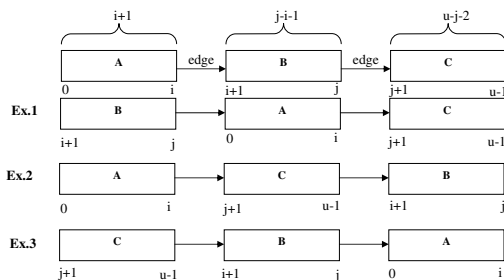 i+1 j-i-1 u-j-2
A edge B edge C
0 i i+1 j j+1 u-1
Ex.1 B A C
i+1 j 0 i j+1 u-1
Ex.2 A C B
0 i j+1 u-1 i+1 j
Ex.3 C B A
j+1 u-1 i+1 j 0 i